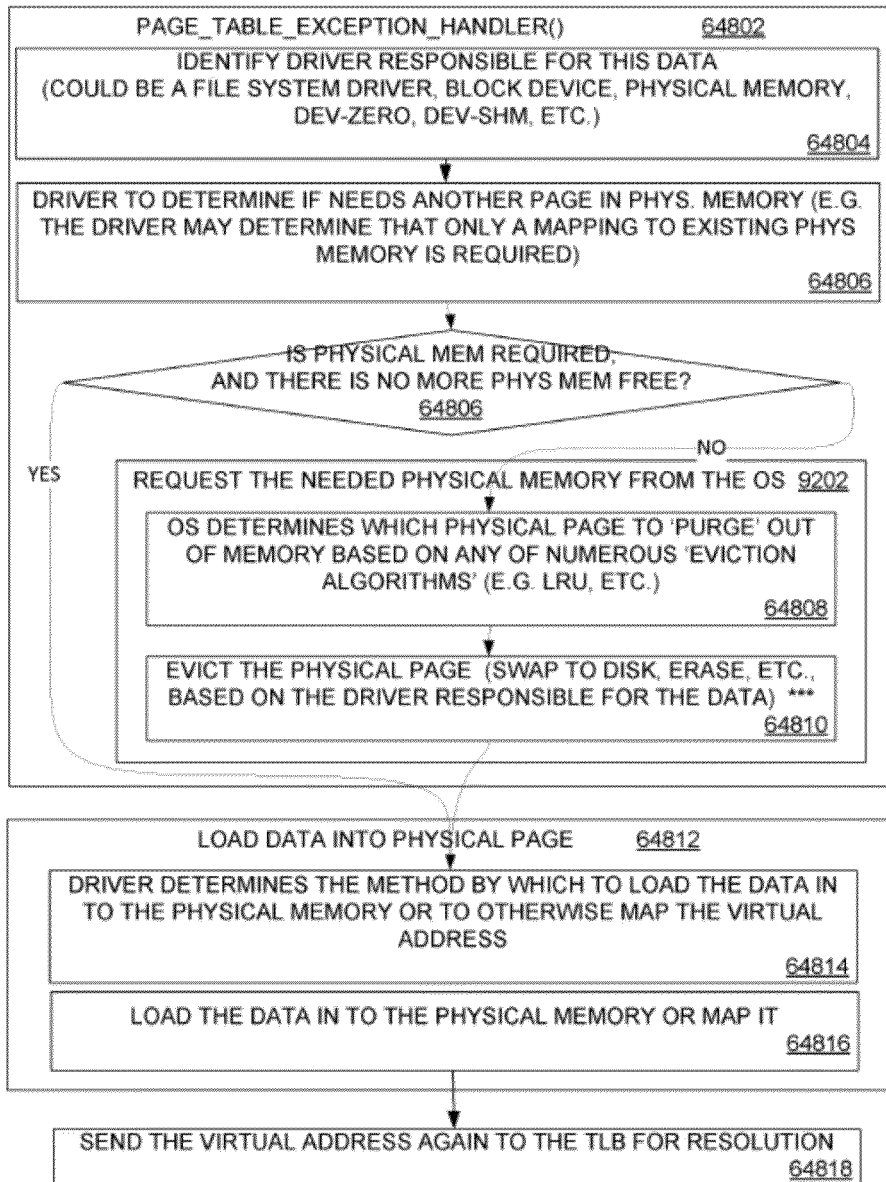 PAGE_TABLE_EXCEPTION_HANDLER() 64802
IDENTIFY DRIVER RESPONSIBLE FOR THIS DATA
(COULD BE A FILE SYSTEM DRIVER, BLOCK DEVICE, PHYSICAL MEMORY,
DEV-ZERO, DEV-SHM, ETC.)
64804
DRIVER TO DETERMINE IF NEEDS ANOTHER PAGE IN PHYS. MEMORY (E.G.
THE DRIVER MAY DETERMINE THAT ONLY A MAPPING TO EXISTING PHYS
MEMORY IS REQUIRED)
64806
IS PHYSICAL MEM REQUIRED,
AND THERE IS NO MORE PHYS MEM FREE?
64806
NO
YES
REQUEST THE NEEDED PHYSICAL MEMORY FROM THE OS 9202
OS DETERMINES WHICH PHYSICAL PAGE TO 'PURGE' OUT
OF MEMORY BASED ON ANY OF NUMEROUS 'EVICTION
ALGORITHMS' (E.G. LRU, ETC.)
64808
EVICT THE PHYSICAL PAGE (SWAP TO DISK, ERASE, ETC.,
BASED ON THE DRIVER RESPONSIBLE FOR THE DATA) ***
64810
LOAD DATA INTO PHYSICAL PAGE 64812
DRIVER DETERMINES THE METHOD BY WHICH TO LOAD THE DATA IN
TO THE PHYSICAL MEMORY OR TO OTHERWISE MAP THE VIRTUAL
ADDRESS
64814
LOAD THE DATA IN TO THE PHYSICAL MEMORY OR MAP IT
64816
SEND THE VIRTUAL ADDRESS AGAIN TO THE TLB FOR RESOLUTION
64818